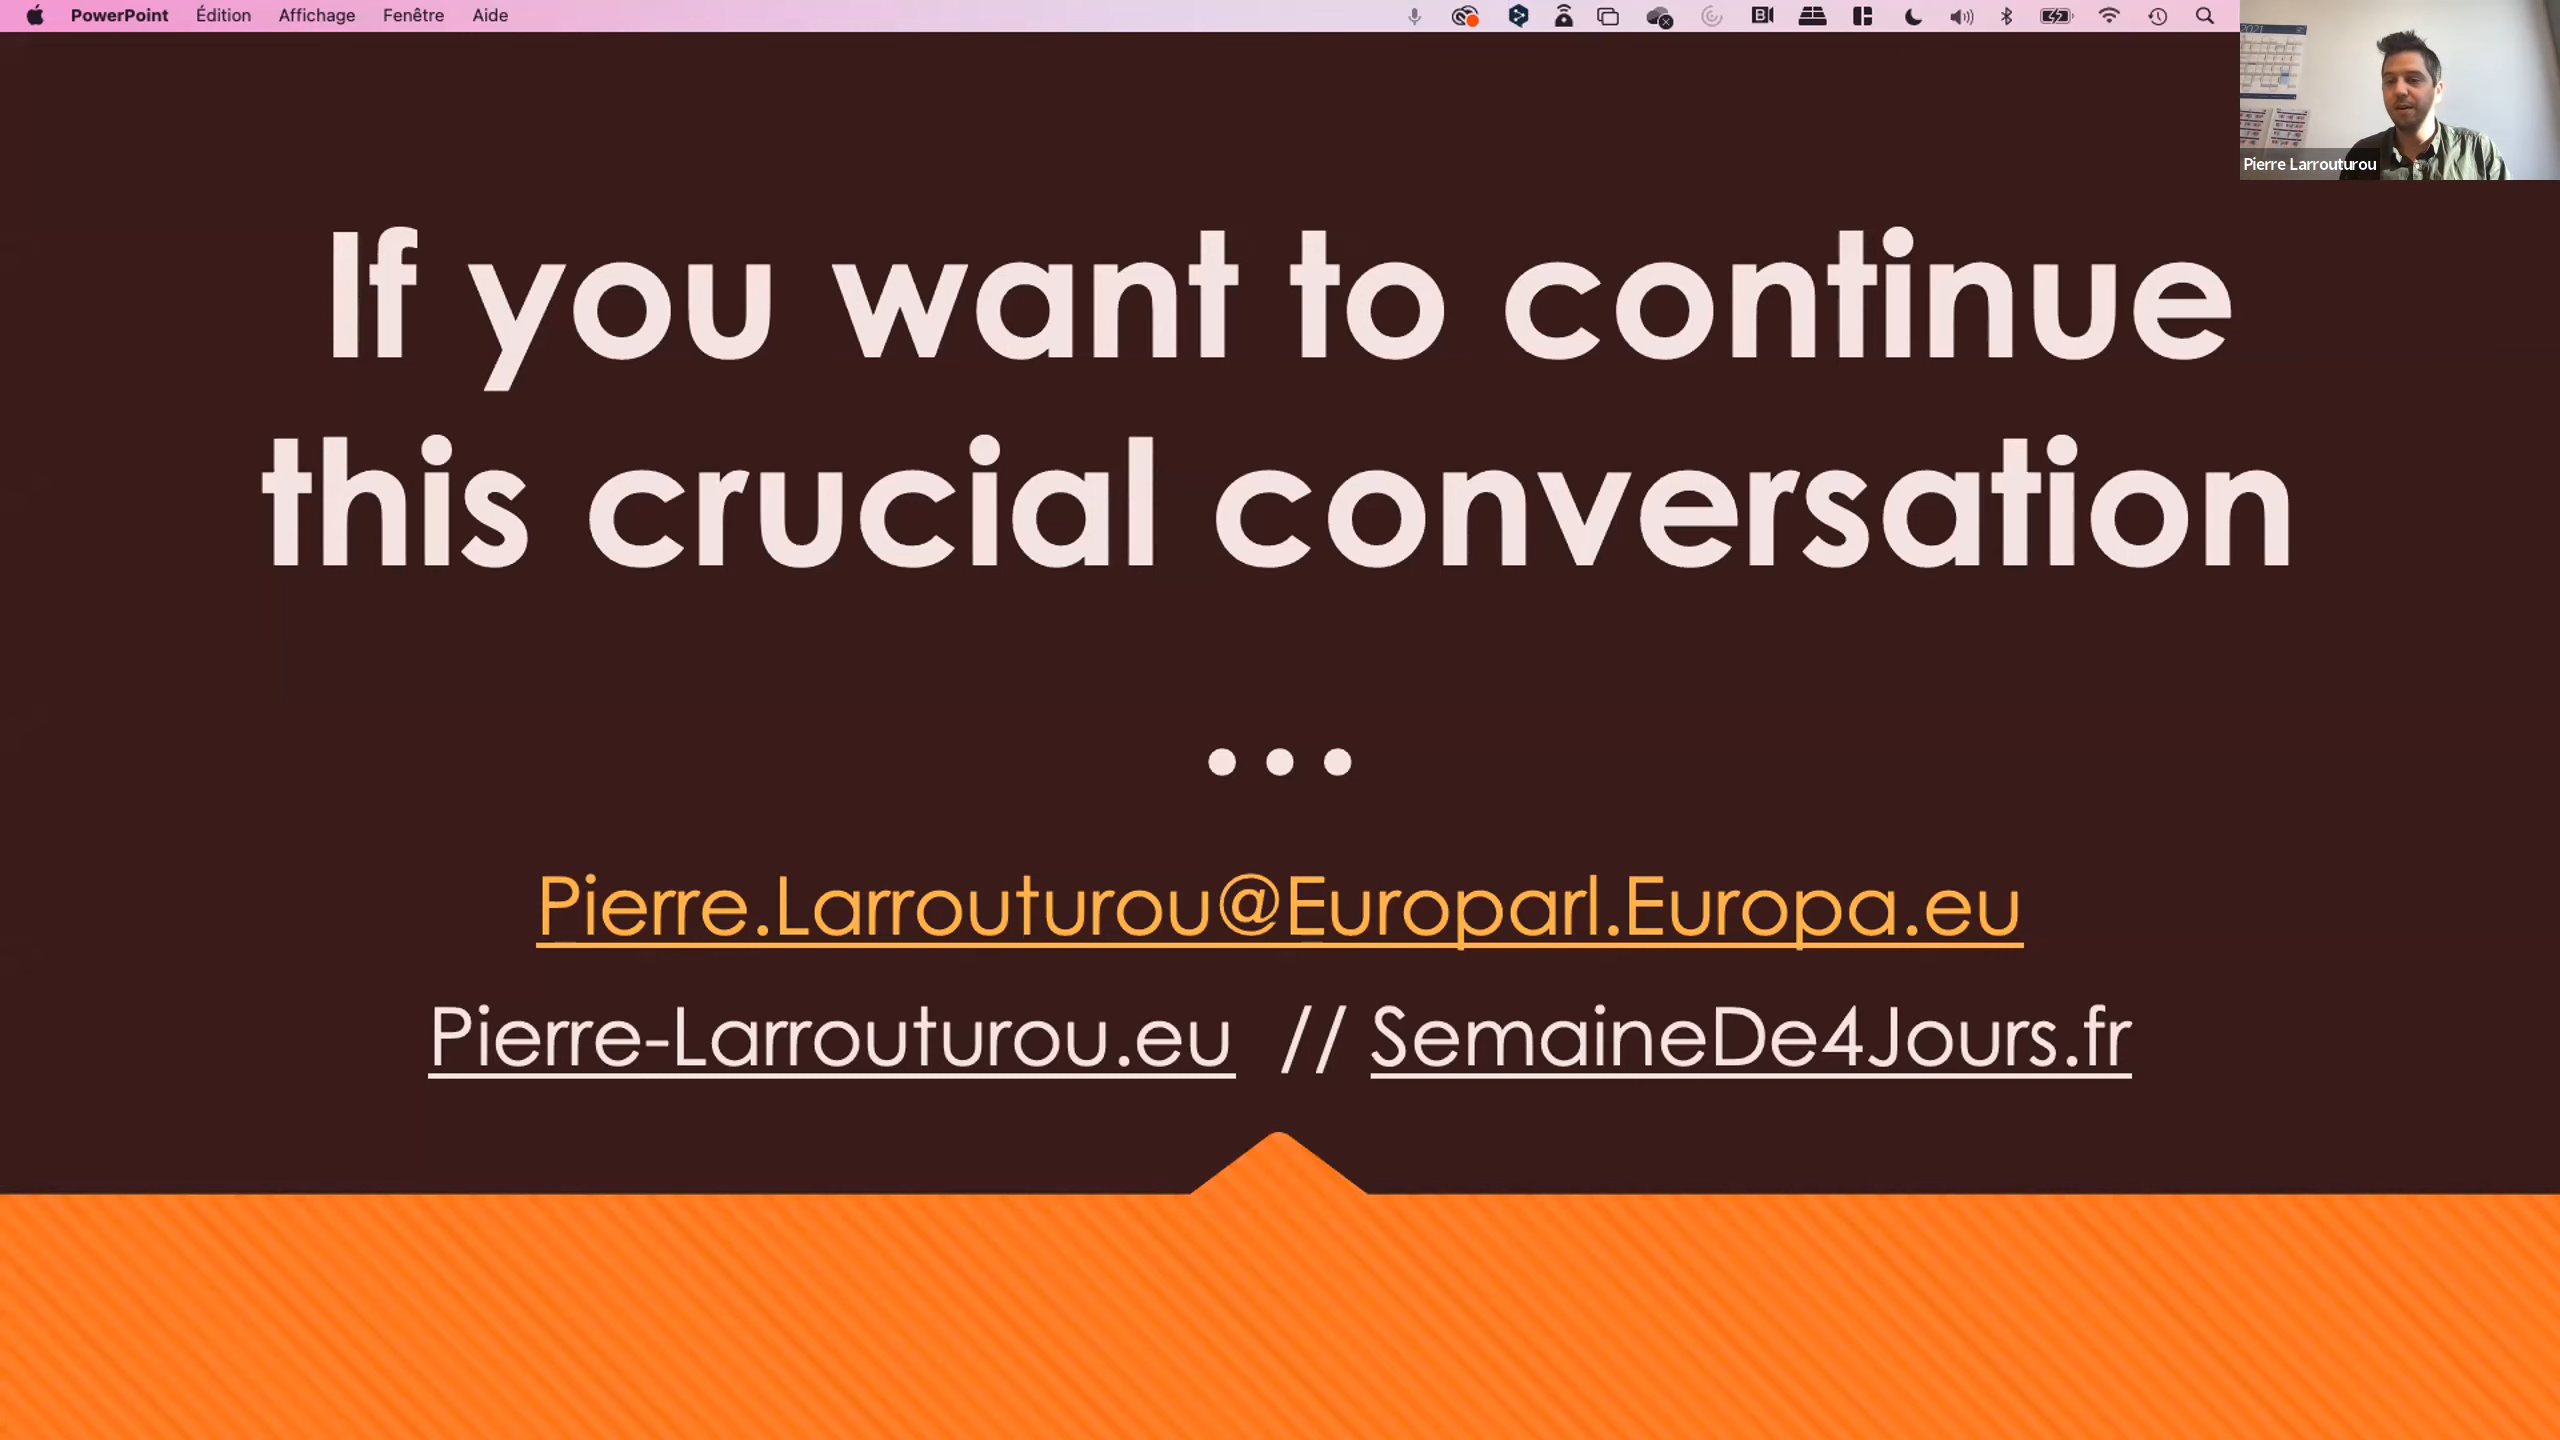 PowerPoint Édition Affichage Fenêtre Aide
2021
Pierre Larrouturou
If you want to continue
this crucial conversation
...
Pierre.Larrouturou@Europarl.Europa.eu
Pierre-Larrouturou.eu // SemaineDe4Jours.fr